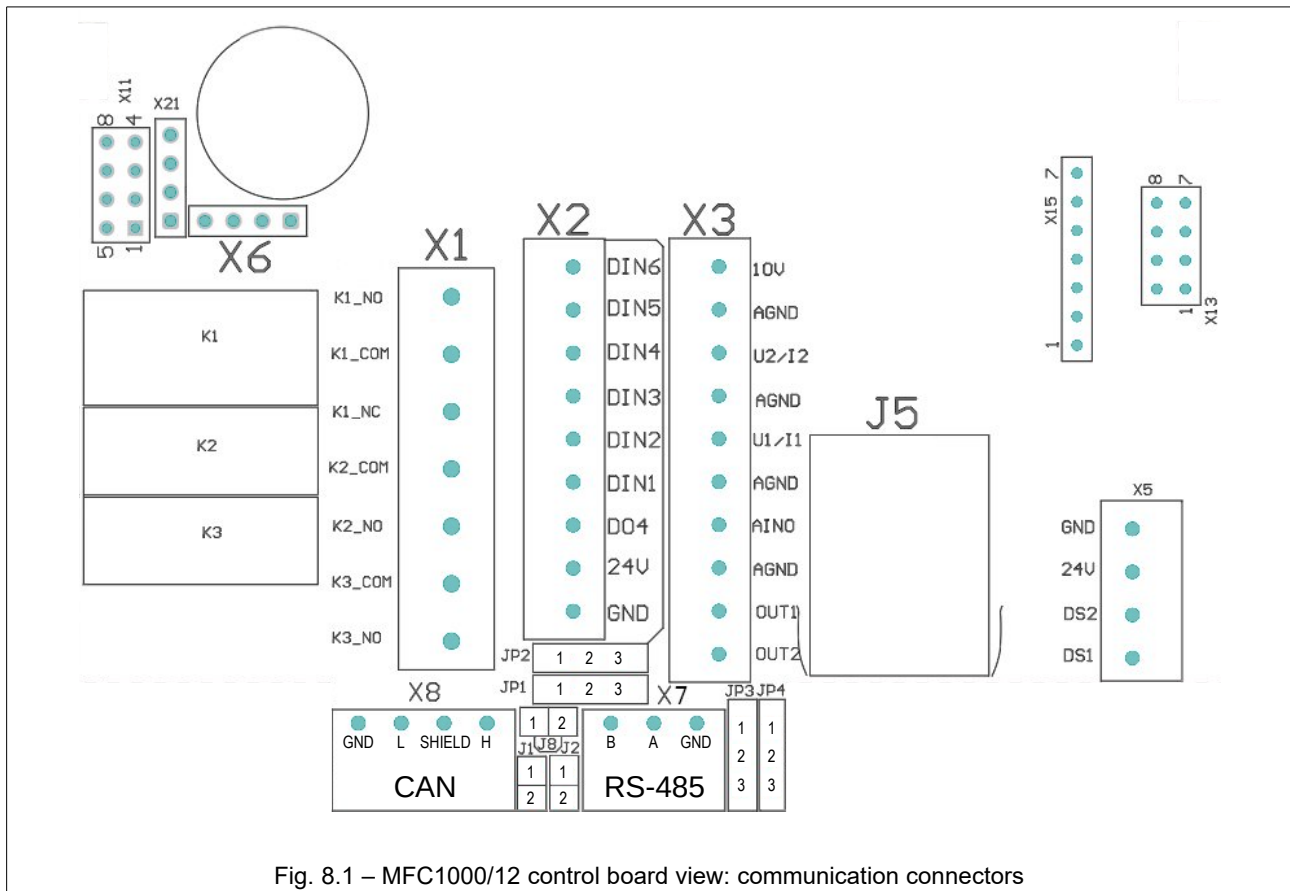 X11
8 4
5 1
X21
X6
K1
K2
K3
X1
K1_NO
K1_COM
K1_NC
K2_COM
K2_NO
K3_COM
K3_NO
X2
DIN6
DIN5
DIN4
DIN3
DIN2
DIN1
DO4
24V
GND
X3
10V
AGND
U2/I2
AGND
U1/I1
AGND
AIN0
AGND
OUT1
OUT2
J5
7
X15
1
8 7
1
X13
X5
GND
24V
DS2
DS1
JP2 1 2 3
JP1 1 2 3
X8
GND L SHIELD H
CAN
1 2
J1 J8 J2
1 1
2 2
X7
B A GND
RS-485
JP3 JP4
1 1
2 2
3 3
Fig. 8.1 – MFC1000/12 control board view: communication connectors